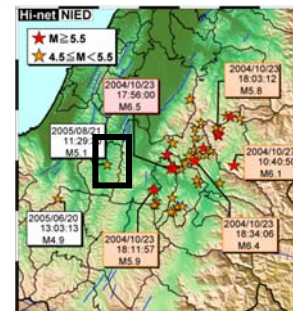 Hi-net NIED
★ M≧5.5
★ 4.5≦M<5.5
2004/10/23
18:03:12
M5.8
2004/10/23
17:56:00
M6.5
2005/08/21
11:29:
M5.1
2004/10/27
10:40:50
M6.1
2005/06/20
13:03:13
M4.9
2004/10/23
18:11:57
M5.9
2004/10/23
18:34:06
M6.4